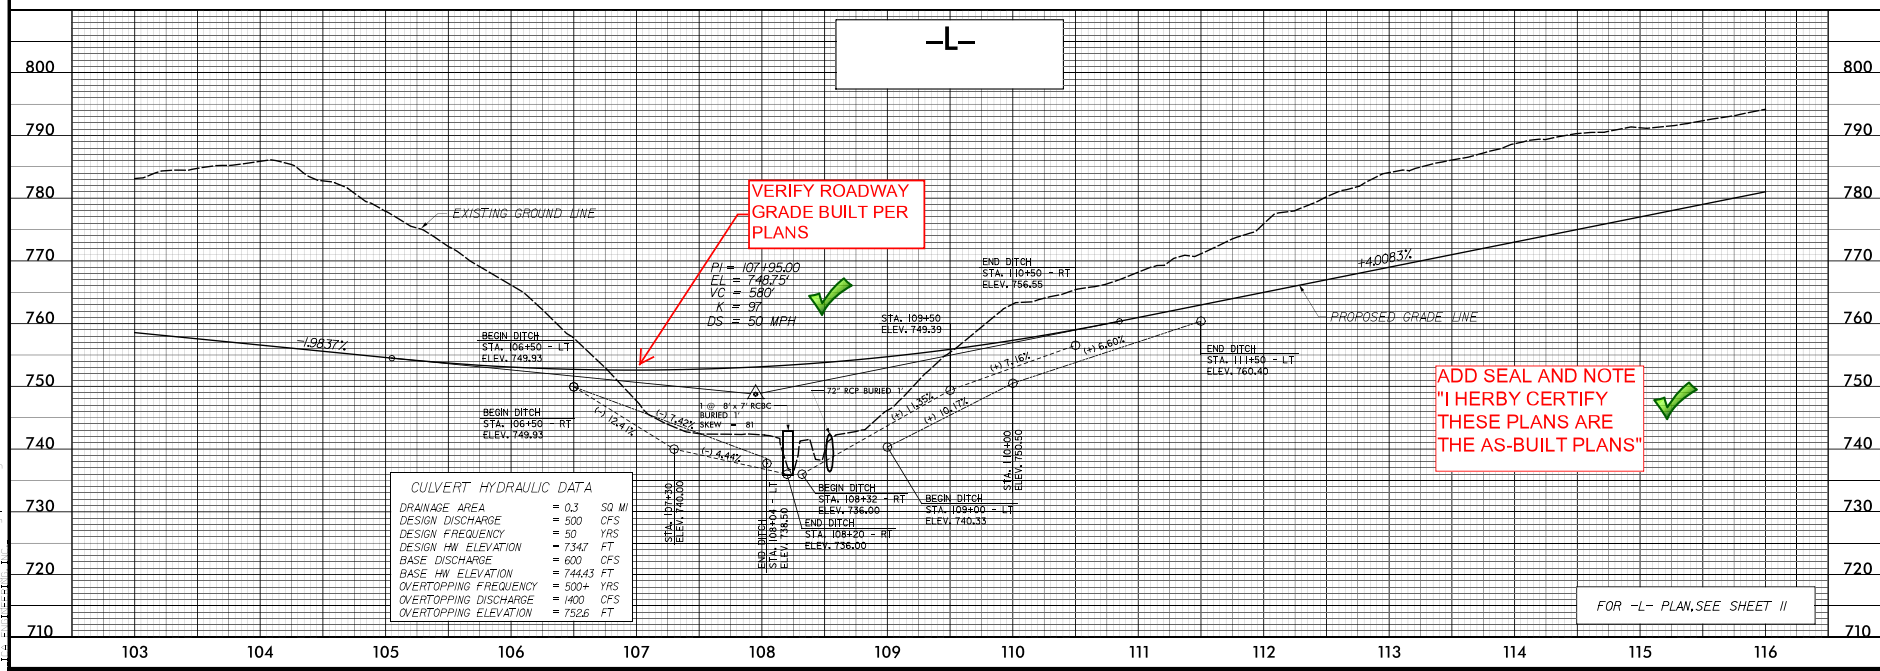 -L-
800
790
780
770
760
750
740
730
720
710
800
790
780
770
760
750
740
730
720
710
EXISTING GROUND LINE
VERIFY ROADWAY
GRADE BUILT PER
PLANS
PI = 107+95.00
EL = 748.75'
VC = 580'
K = 97
DS = 50 MPH
-1.9837%
BEGIN DITCH
STA. 106+50 - LT
ELEV. 749.93
BEGIN DITCH
STA. 106+50 - RT
ELEV. 749.93
(-) 12.41%
(-) 7.42%
(-) 4.44%
1 @ 8' x 7' RCBC
BURIED 1'
SKEW = 81
72" RCP BURIED 1'
STA. 109+50
ELEV. 749.39
END DITCH
STA. 110+50 - RT
ELEV. 756.55
(+) 7.16%
(+) 6.60%
(+) 11.35%
(+) 10.17%
+4.0083%
PROPOSED GRADE LINE
END DITCH
STA. 111+50 - LT
ELEV. 760.40
ADD SEAL AND NOTE
"I HERBY CERTIFY
THESE PLANS ARE
THE AS-BUILT PLANS"
STA. 107+30
ELEV. 740.00
END DITCH
STA. 108+04 - LT
ELEV. 738.50
BEGIN DITCH
STA. 108+32 - RT
ELEV. 736.00
END DITCH
STA. 108+20 - RT
ELEV. 736.00
BEGIN DITCH
STA. 109+00 - LT
ELEV. 740.33
STA. 110+00
ELEV. 750.50
CULVERT HYDRAULIC DATA
DRAINAGE AREA = 0.3 SQ MI
DESIGN DISCHARGE = 500 CFS
DESIGN FREQUENCY = 50 YRS
DESIGN HW ELEVATION = 734.7 FT
BASE DISCHARGE = 600 CFS
BASE HW ELEVATION = 744.43 FT
OVERTOPPING FREQUENCY = 500+ YRS
OVERTOPPING DISCHARGE = 1400 CFS
OVERTOPPING ELEVATION = 752.6 FT
FOR -L- PLAN, SEE SHEET 11
103 104 105 106 107 108 109 110 111 112 113 114 115 116